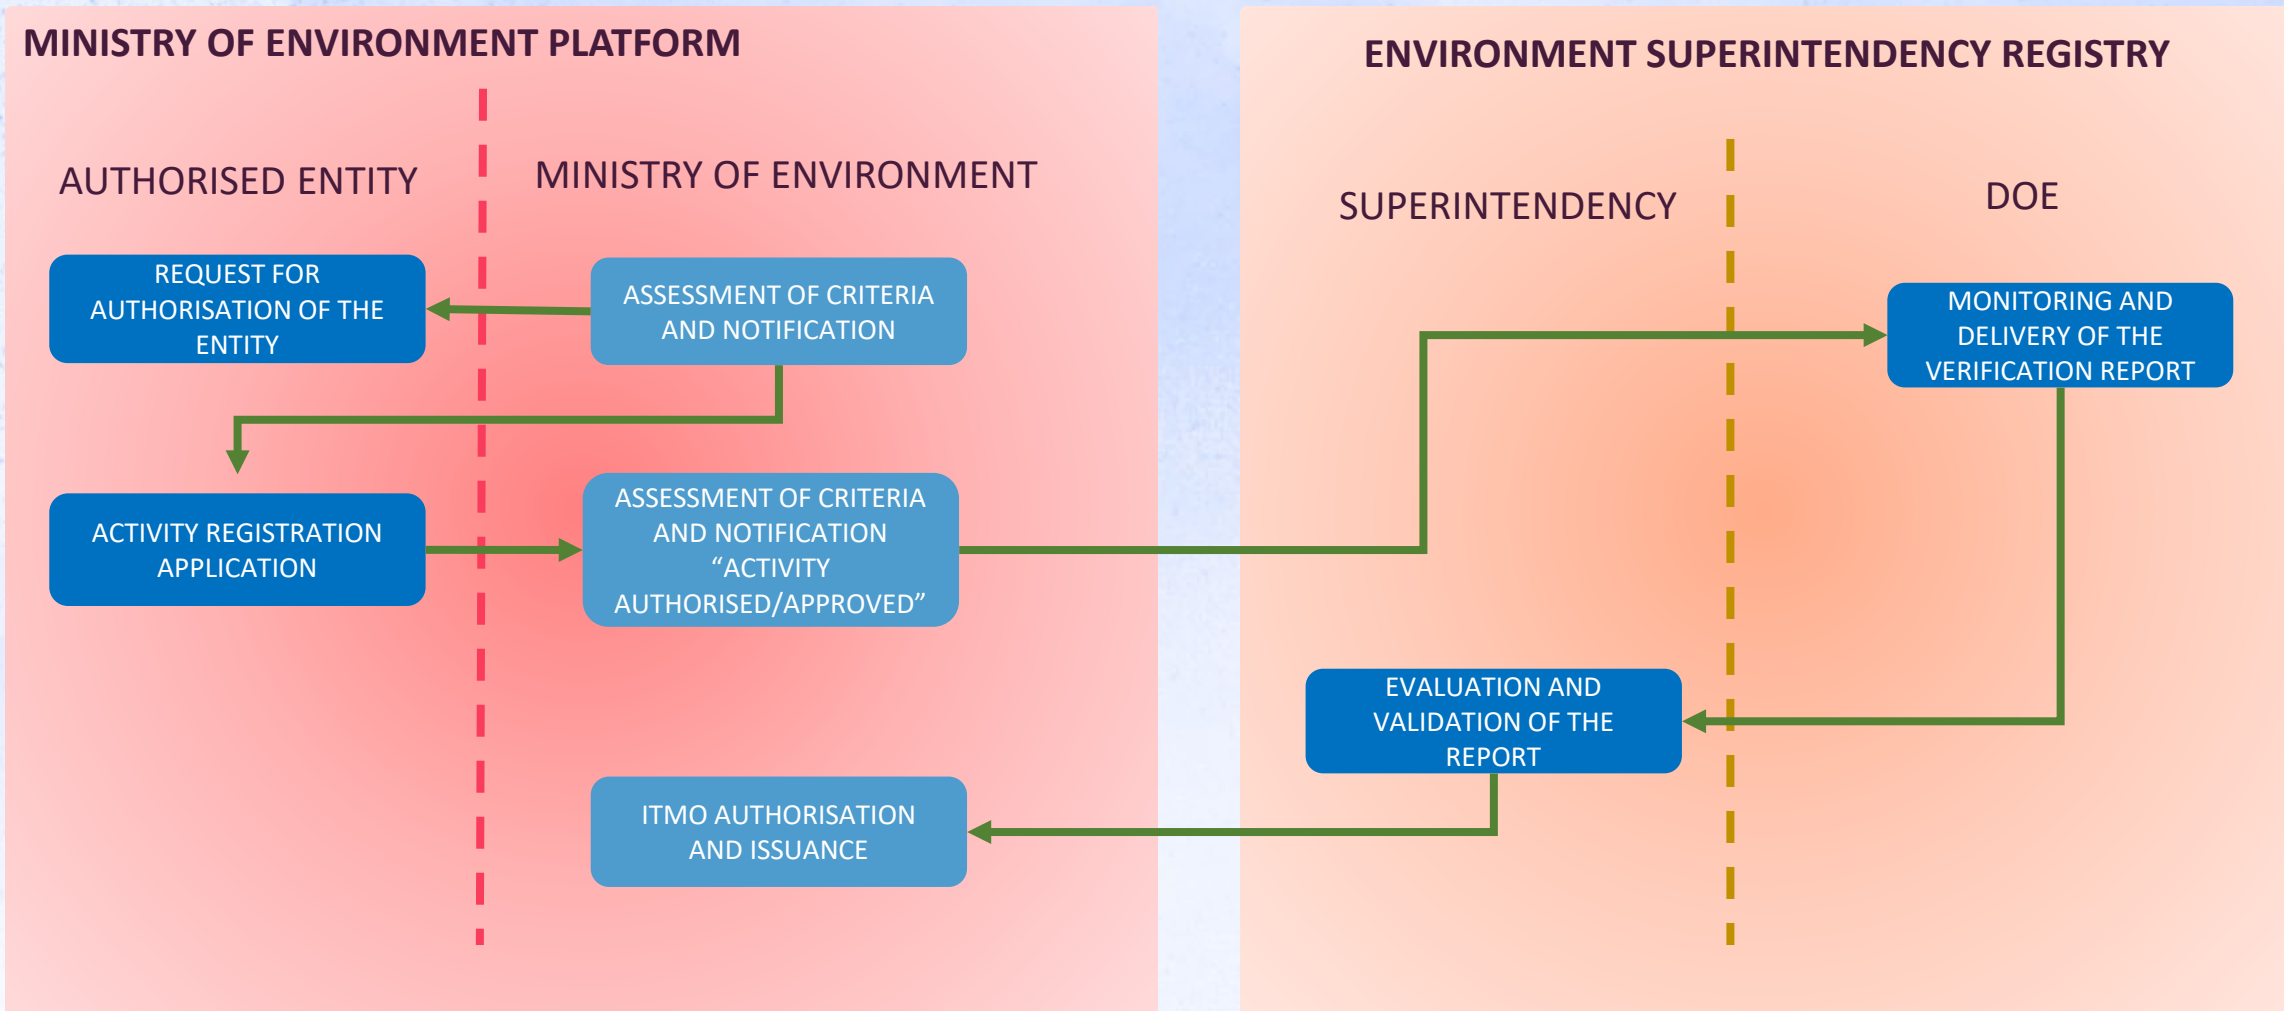 MINISTRY OF ENVIRONMENT PLATFORM
AUTHORISED ENTITY
MINISTRY OF ENVIRONMENT
REQUEST FOR
AUTHORISATION OF THE
ENTITY
ASSESSMENT OF CRITERIA
AND NOTIFICATION
ACTIVITY REGISTRATION
APPLICATION
ASSESSMENT OF CRITERIA
AND NOTIFICATION
“ACTIVITY
AUTHORISED/APPROVED”
ITMO AUTHORISATION
AND ISSUANCE
ENVIRONMENT SUPERINTENDENCY REGISTRY
SUPERINTENDENCY
DOE
MONITORING AND
DELIVERY OF THE
VERIFICATION REPORT
EVALUATION AND
VALIDATION OF THE
REPORT